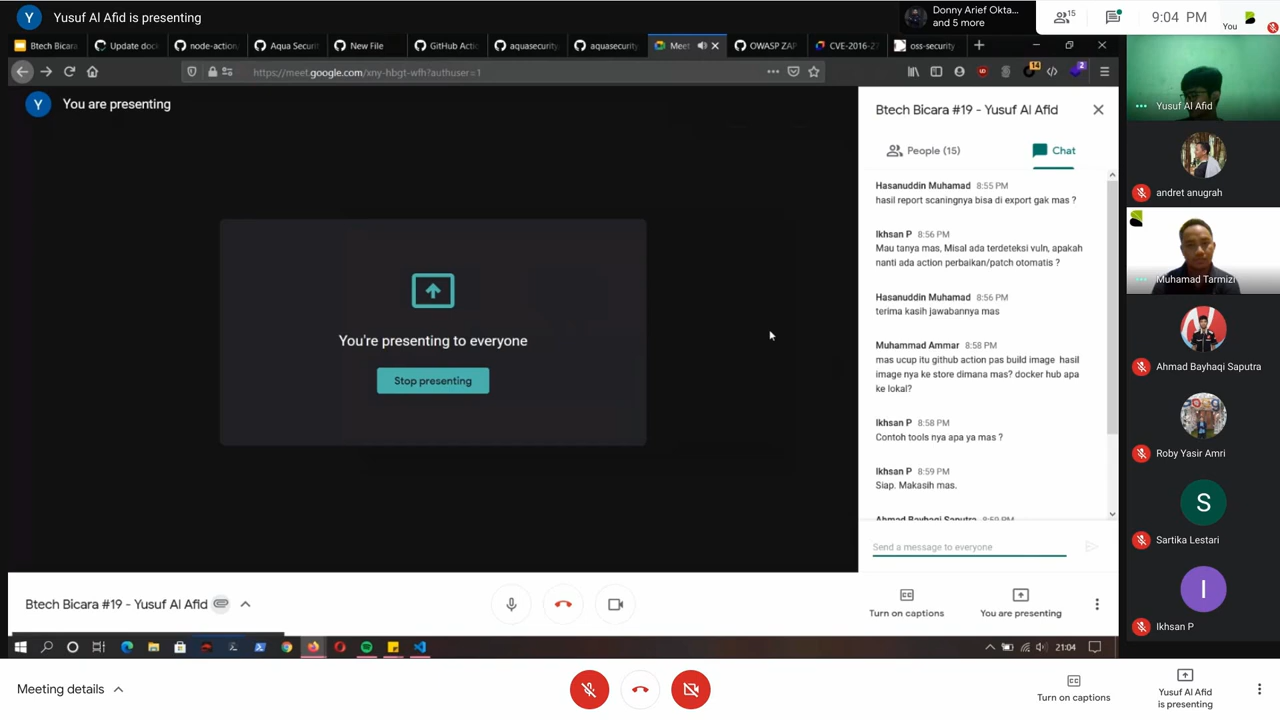 Yusuf Al Afid is presenting
Y
Donny Arief Okta...
and 5 more
15
9:04 PM
You
Btech Bicara
Update doc
node-action
Aqua Securi
New File
GitHub Acti
aquasecurity
aquasecurity
Meet
OWASP ZAP
CVE-2016-2
oss-security
https://meet.google.com/xny-hbgt-wfh?authuser=1
14
2
Y
You are presenting
You're presenting to everyone
Stop presenting
Btech Bicara #19 - Yusuf Al Afid
People (15)
Chat
Hasanuddin Muhamad 8:55 PM
hasil report scaningnya bisa di export gak mas ?
Ikhsan P 8:56 PM
Mau tanya mas, Misal ada terdeteksi vuln, apakah
nanti ada action perbaikan/patch otomatis ?
Hasanuddin Muhamad 8:56 PM
terima kasih jawabannya mas
Muhammad Ammar 8:58 PM
mas ucup itu github action pas build image hasil
image nya ke store dimana mas? docker hub apa
ke lokal?
Ikhsan P 8:58 PM
Contoh tools nya apa ya mas ?
Ikhsan P 8:59 PM
Siap. Makasih mas.
Ahmad Bayhaqi Saputra 8:59 PM
Send a message to everyone
Btech Bicara #19 - Yusuf Al Afid
Turn on captions
You are presenting
21:04
Yusuf Al Afid
andret anugrah
Muhamad Tarmizi
Ahmad Bayhaqi Saputra
Roby Yasir Amri
S
Sartika Lestari
I
Ikhsan P
Meeting details
Turn on captions
Yusuf Al Afid
is presenting